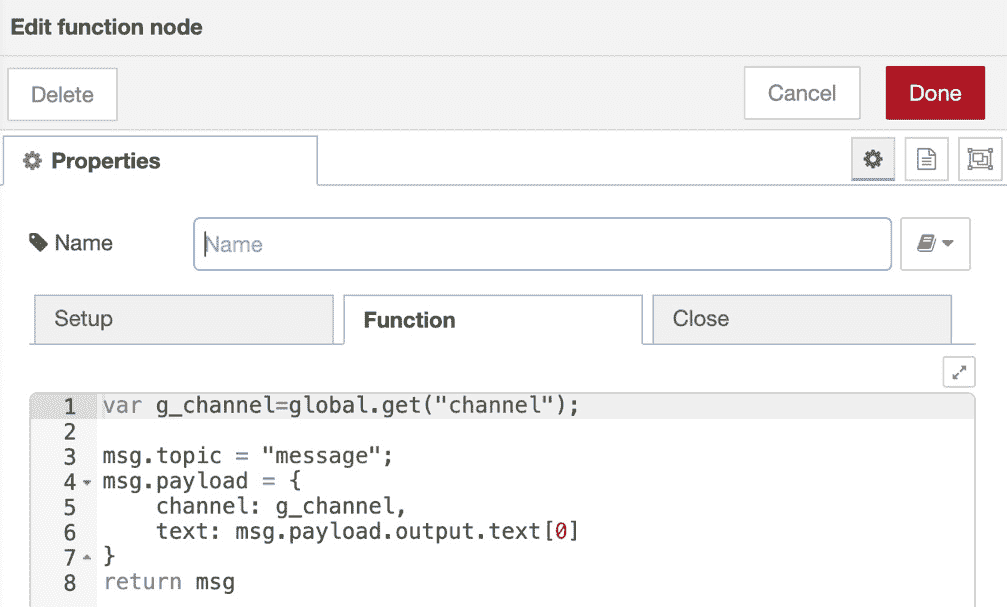 Edit function node
Delete
Cancel
Done
Properties
Name
Name
Setup
Function
Close
1 var g_channel=global.get("channel");
2
3 msg.topic = "message";
4 msg.payload = {
5     channel: g_channel,
6     text: msg.payload.output.text[0]
7 }
8 return msg